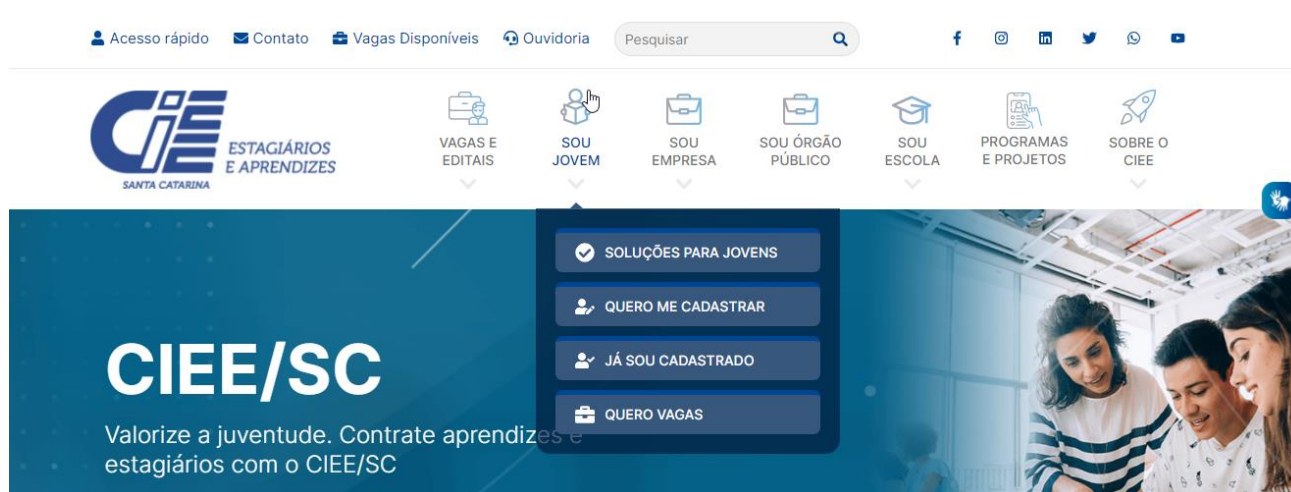 Acesso rápido
Contato
Vagas Disponíveis
Ouvidoria
Pesquisar
CIEE
ESTAGIÁRIOS
E APRENDIZES
SANTA CATARINA
VAGAS E
EDITAIS
SOU
JOVEM
SOU
EMPRESA
SOU ÓRGÃO
PÚBLICO
SOU
ESCOLA
PROGRAMAS
E PROJETOS
SOBRE O
CIEE
SOLUÇÕES PARA JOVENS
QUERO ME CADASTRAR
JÁ SOU CADASTRADO
QUERO VAGAS
CIEE/SC
Valorize a juventude. Contrate aprendizes e
estagiários com o CIEE/SC